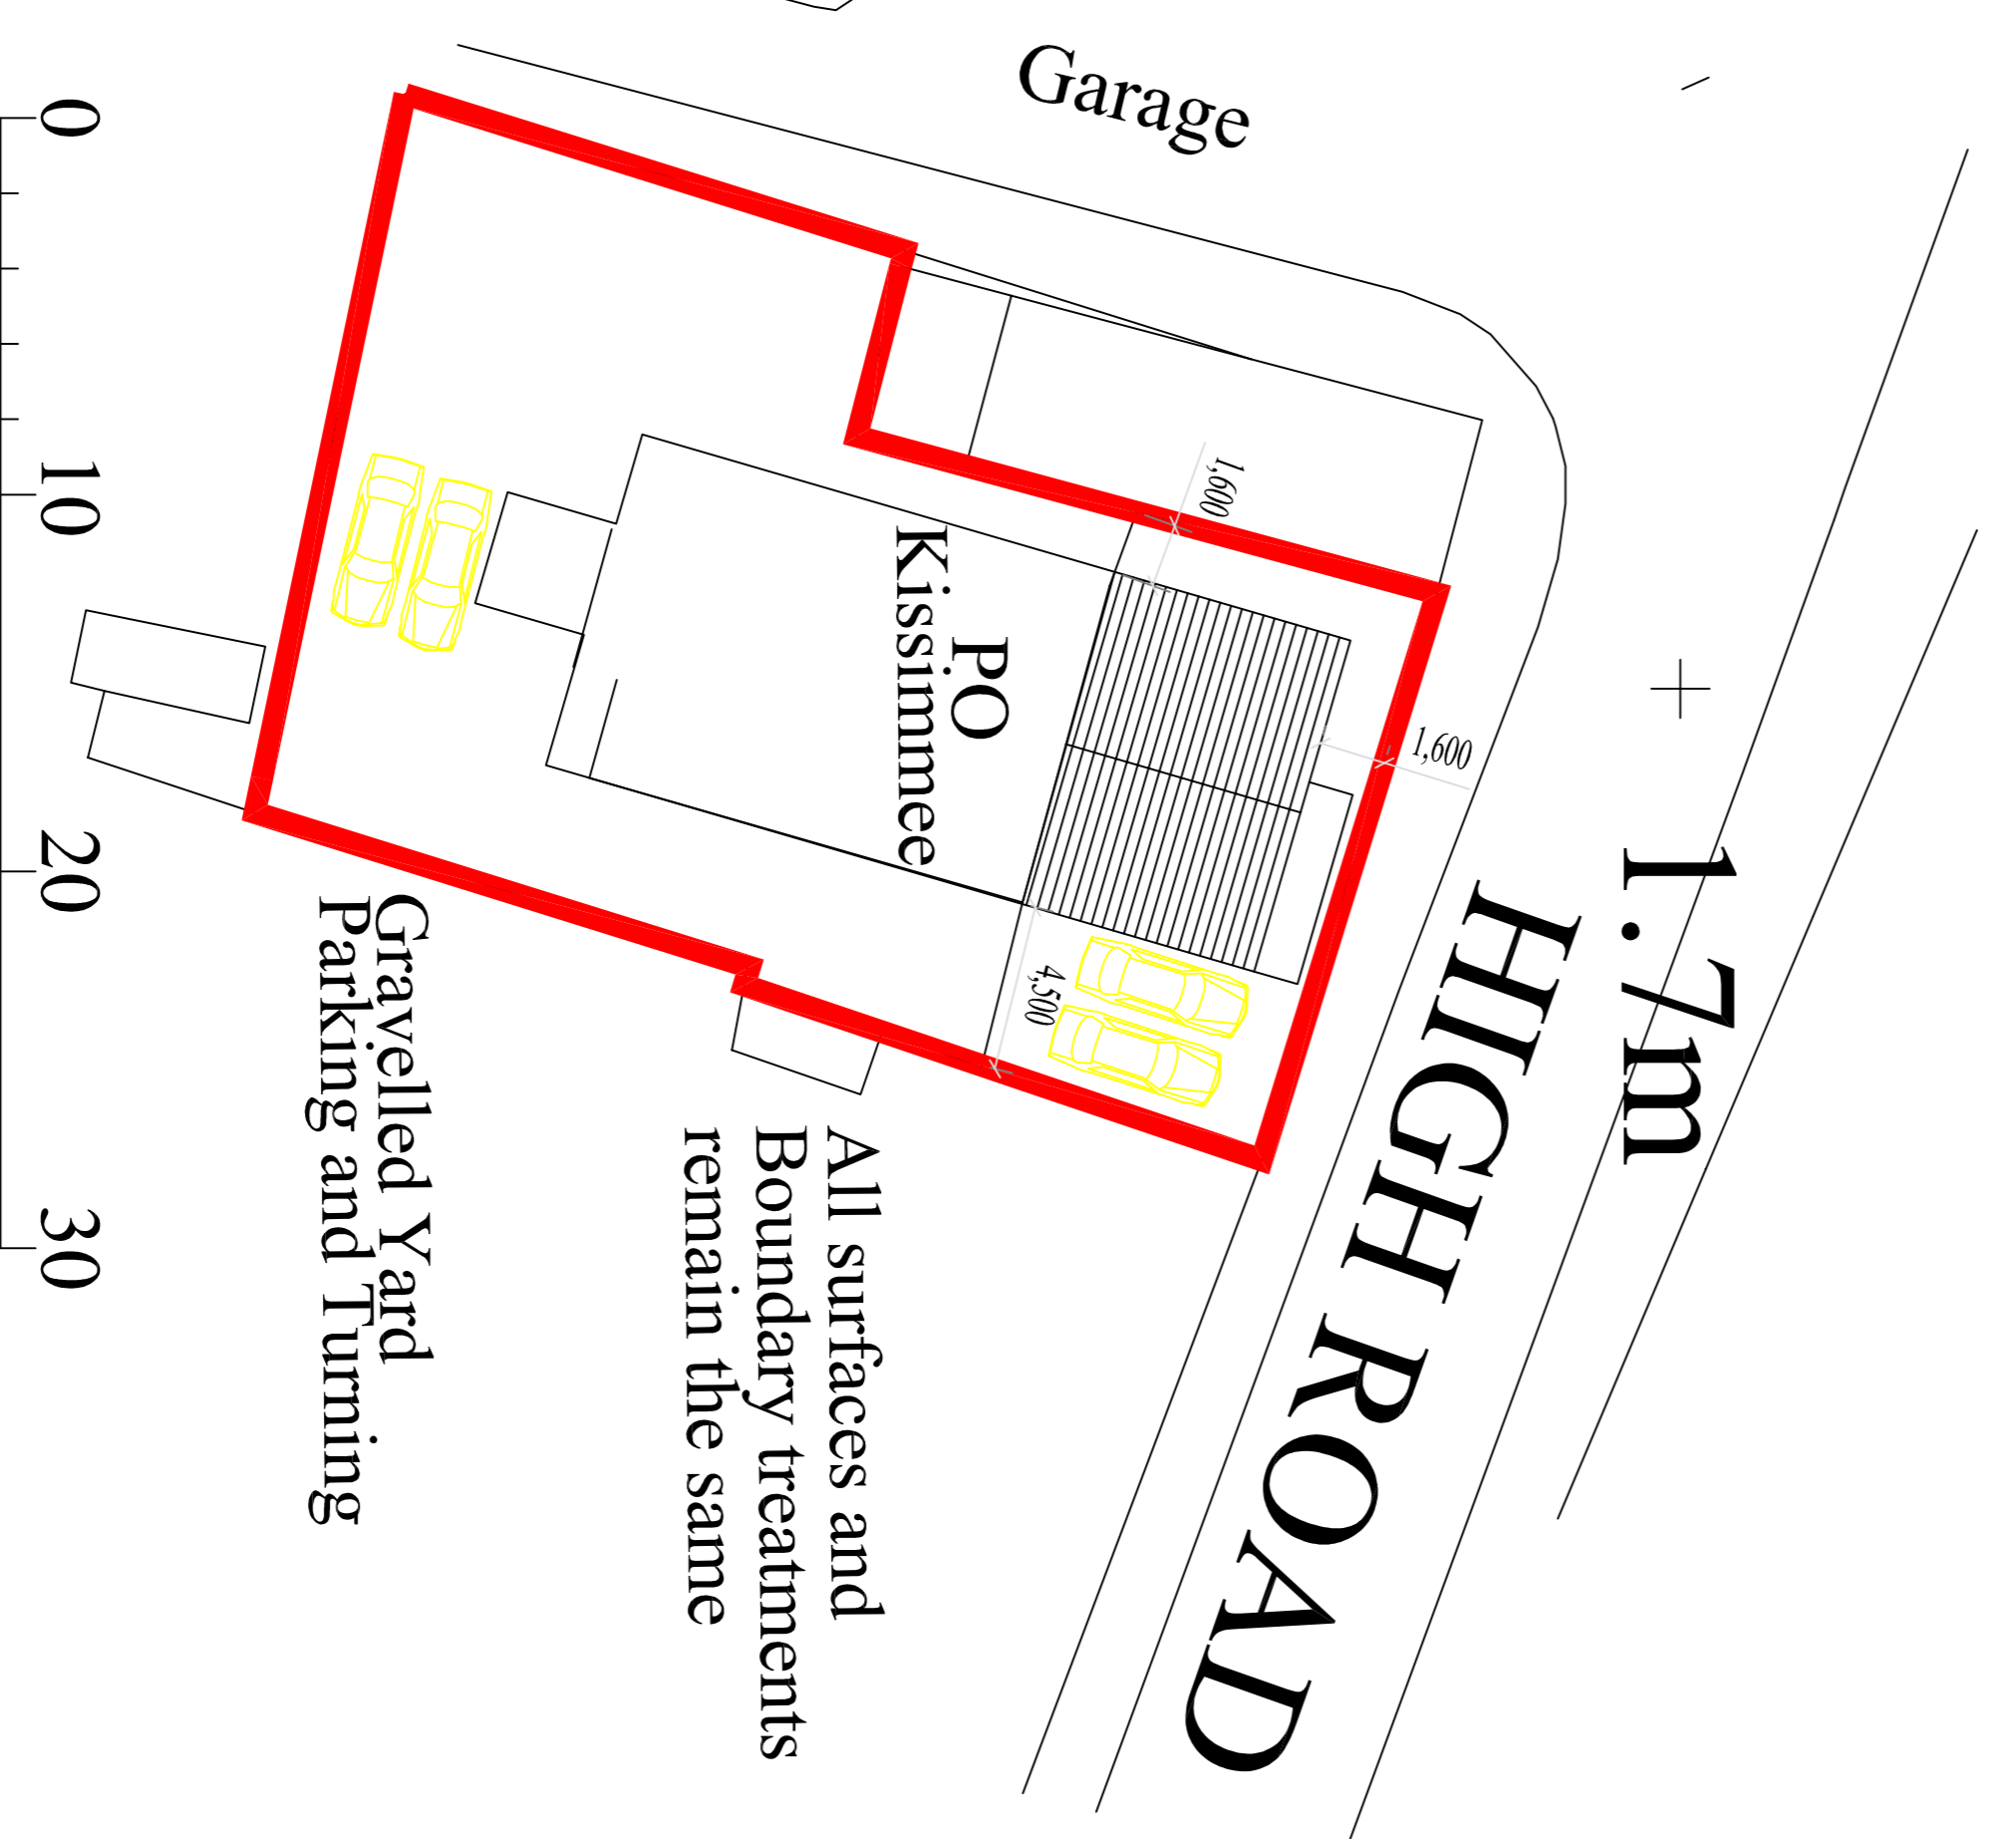 Garage
1,600
1,600
PO
Kissimmee
4,500
1.7m
HIGH ROAD
All surfaces and
Boundary treatments
remain the same
Gravelled Yard
Parking and Turning
0
10
20
30